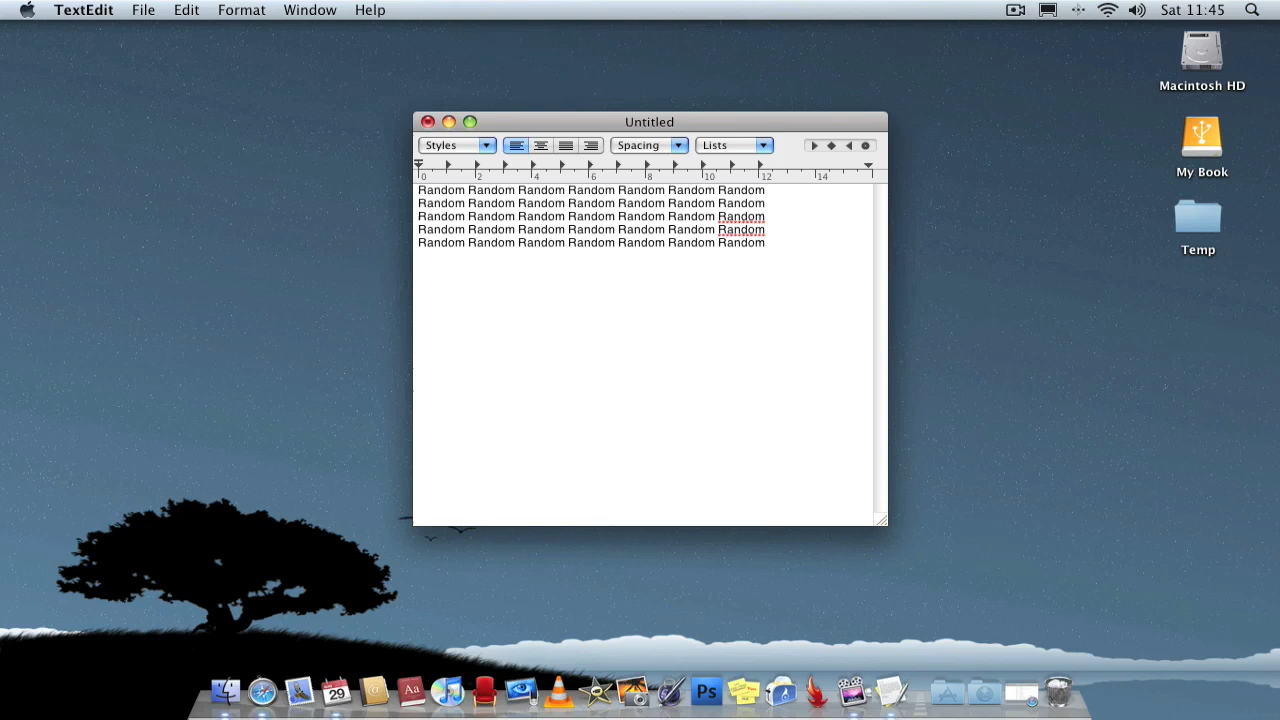 TextEdit File Edit Format Window Help Sat 11:45
Macintosh HD
My Book
Temp
Untitled
Styles Spacing Lists
0 2 4 6 8 10 12 14
Random Random Random Random Random Random Random
Random Random Random Random Random Random Random
Random Random Random Random Random Random Random
Random Random Random Random Random Random Random
Random Random Random Random Random Random Random
29 @ Aa Ps